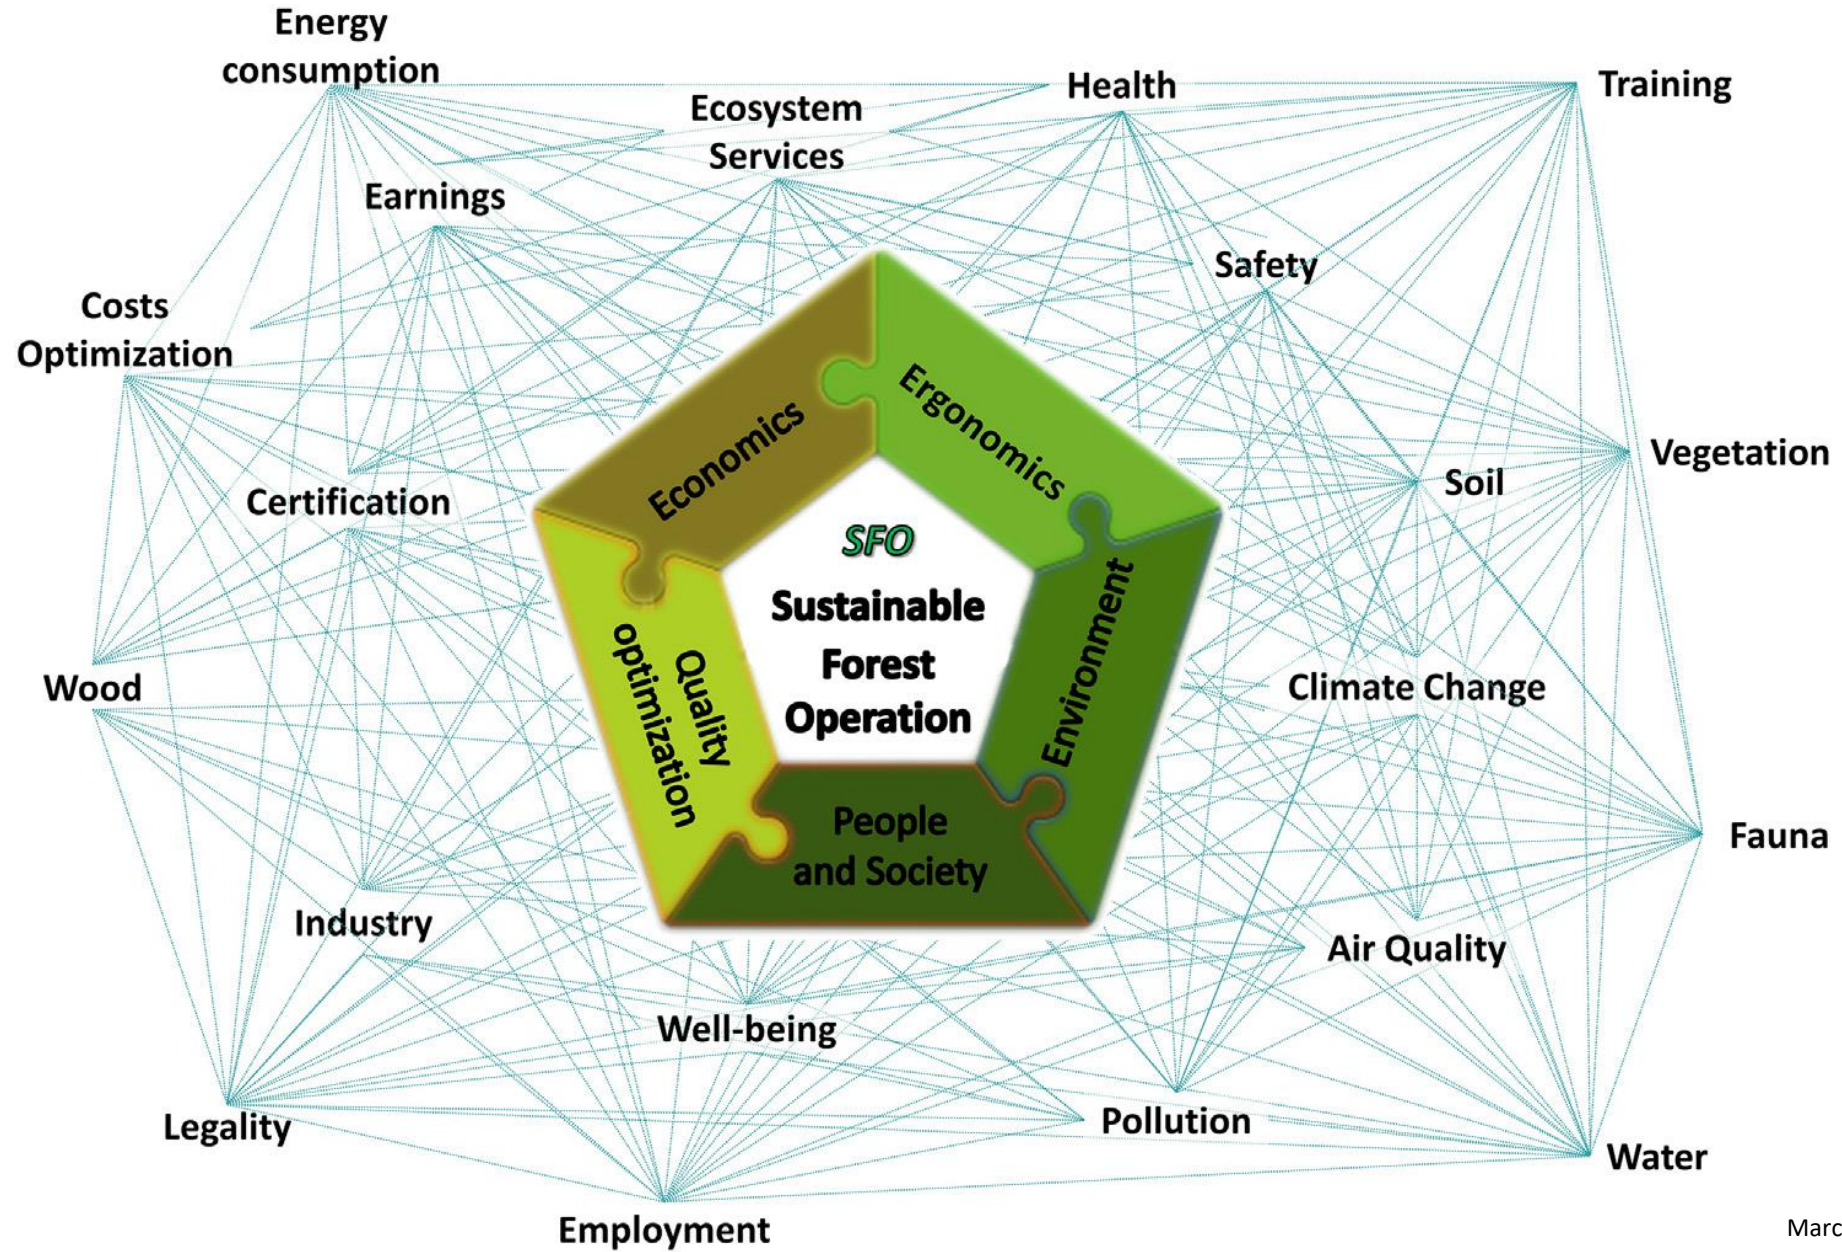 Energy
consumption
Ecosystem
Services
Health
Training
Earnings
Safety
Costs
Optimization
Certification
Economics
Ergonomics
Vegetation
Soil
SFO
Sustainable
Forest
Operation
Quality
optimization
Environment
People
and Society
Wood
Climate Change
Fauna
Industry
Air Quality
Well-being
Legality
Pollution
Water
Employment
Marc